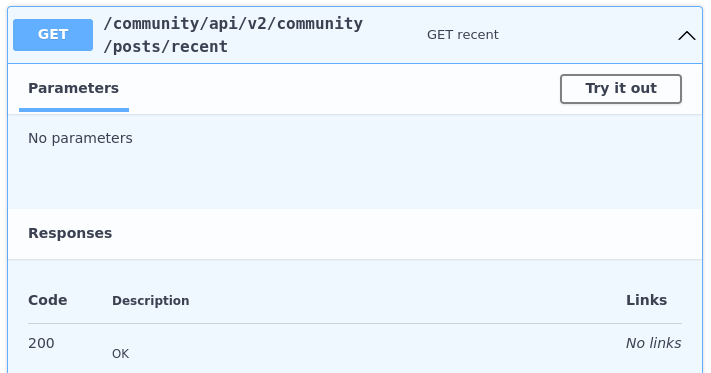 GET /community/api/v2/community GET recent
/posts/recent
Parameters Try it out
No parameters
Responses
Code Description Links
200 OK No links